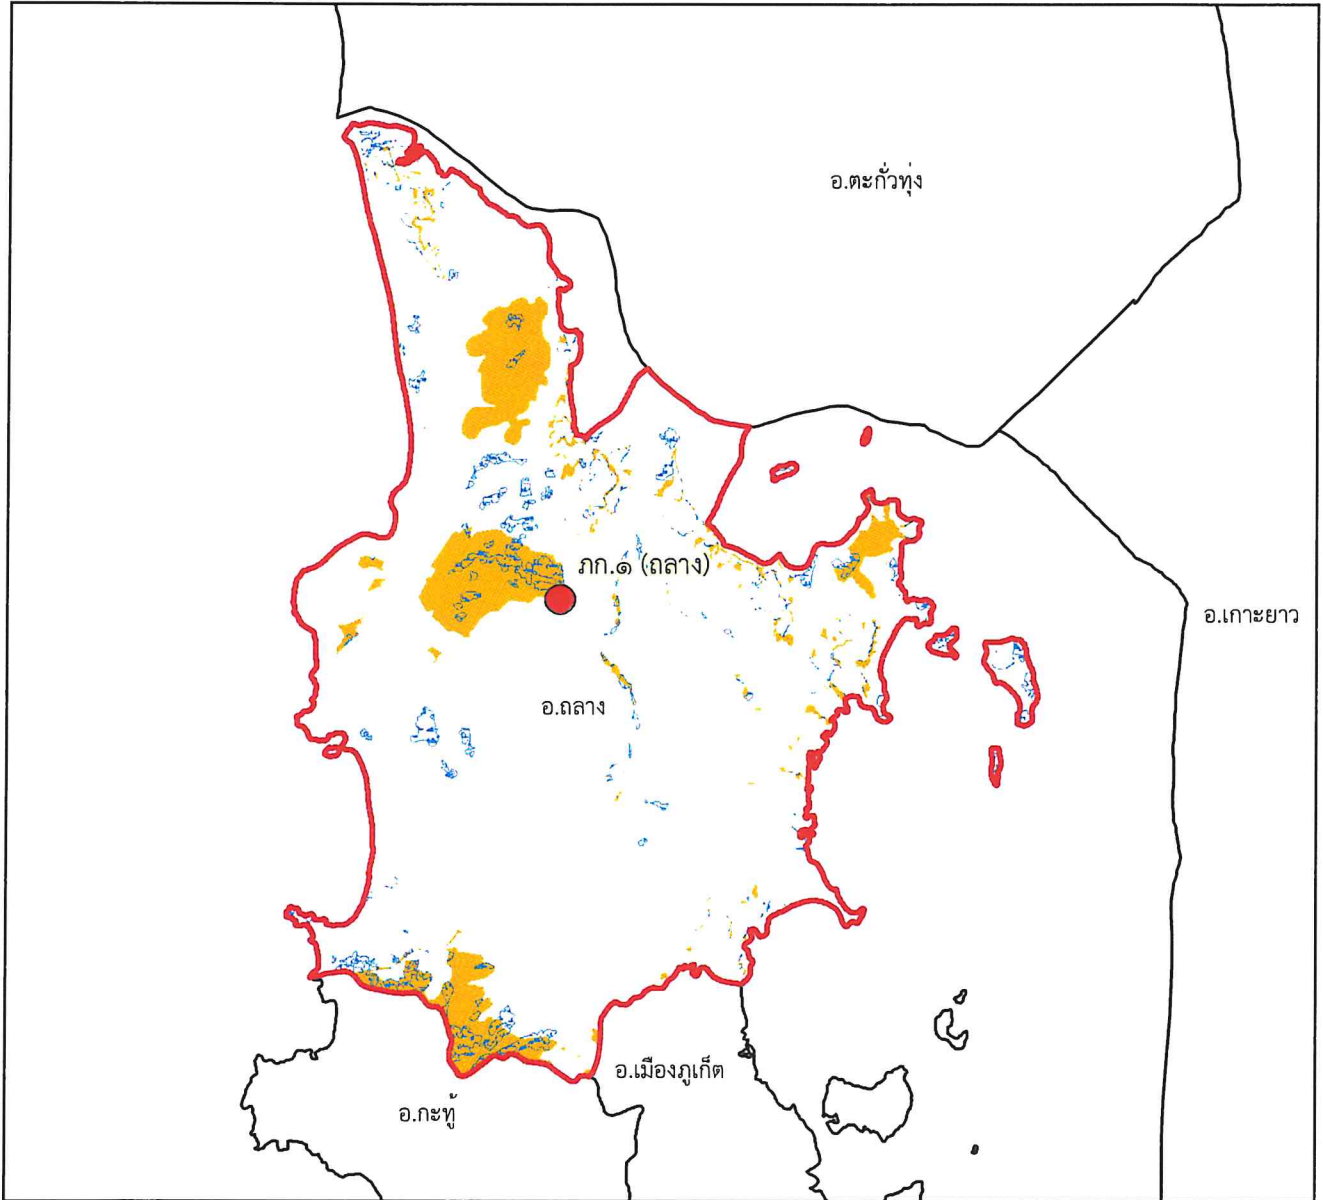 อ.ตะกั่วทุ่ง
ภก.๑ (ถลาง)
อ.เกาะยาว
อ.ถลาง
อ.เมืองภูเก็ต
อ.กะทู้